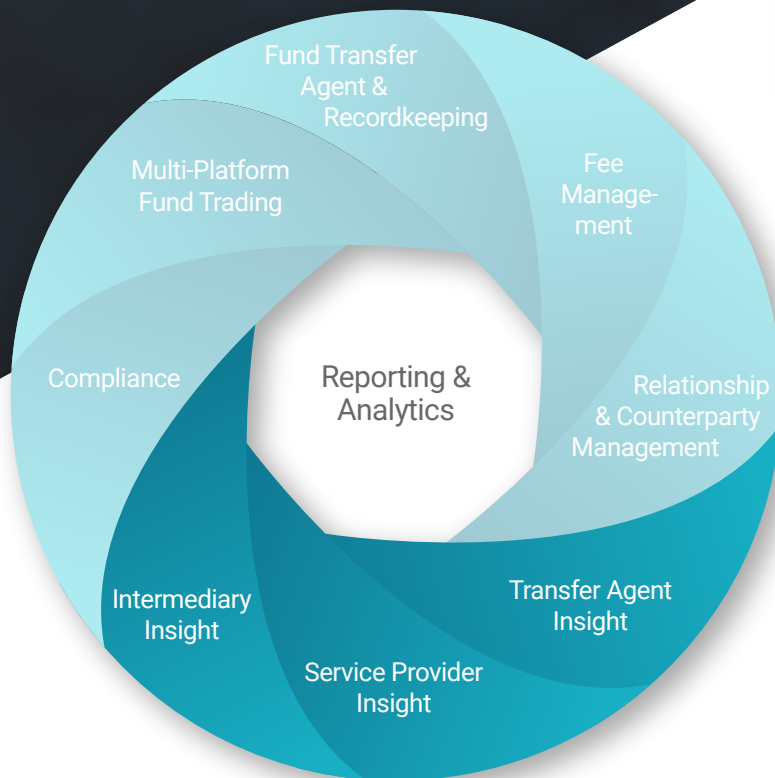 Fund Transfer
Agent &
Recordkeeping
Fee
Manage-
ment
Multi-Platform
Fund Trading
Compliance
Reporting &
Analytics
Relationship
& Counterparty
Management
Intermediary
Insight
Service Provider
Insight
Transfer Agent
Insight